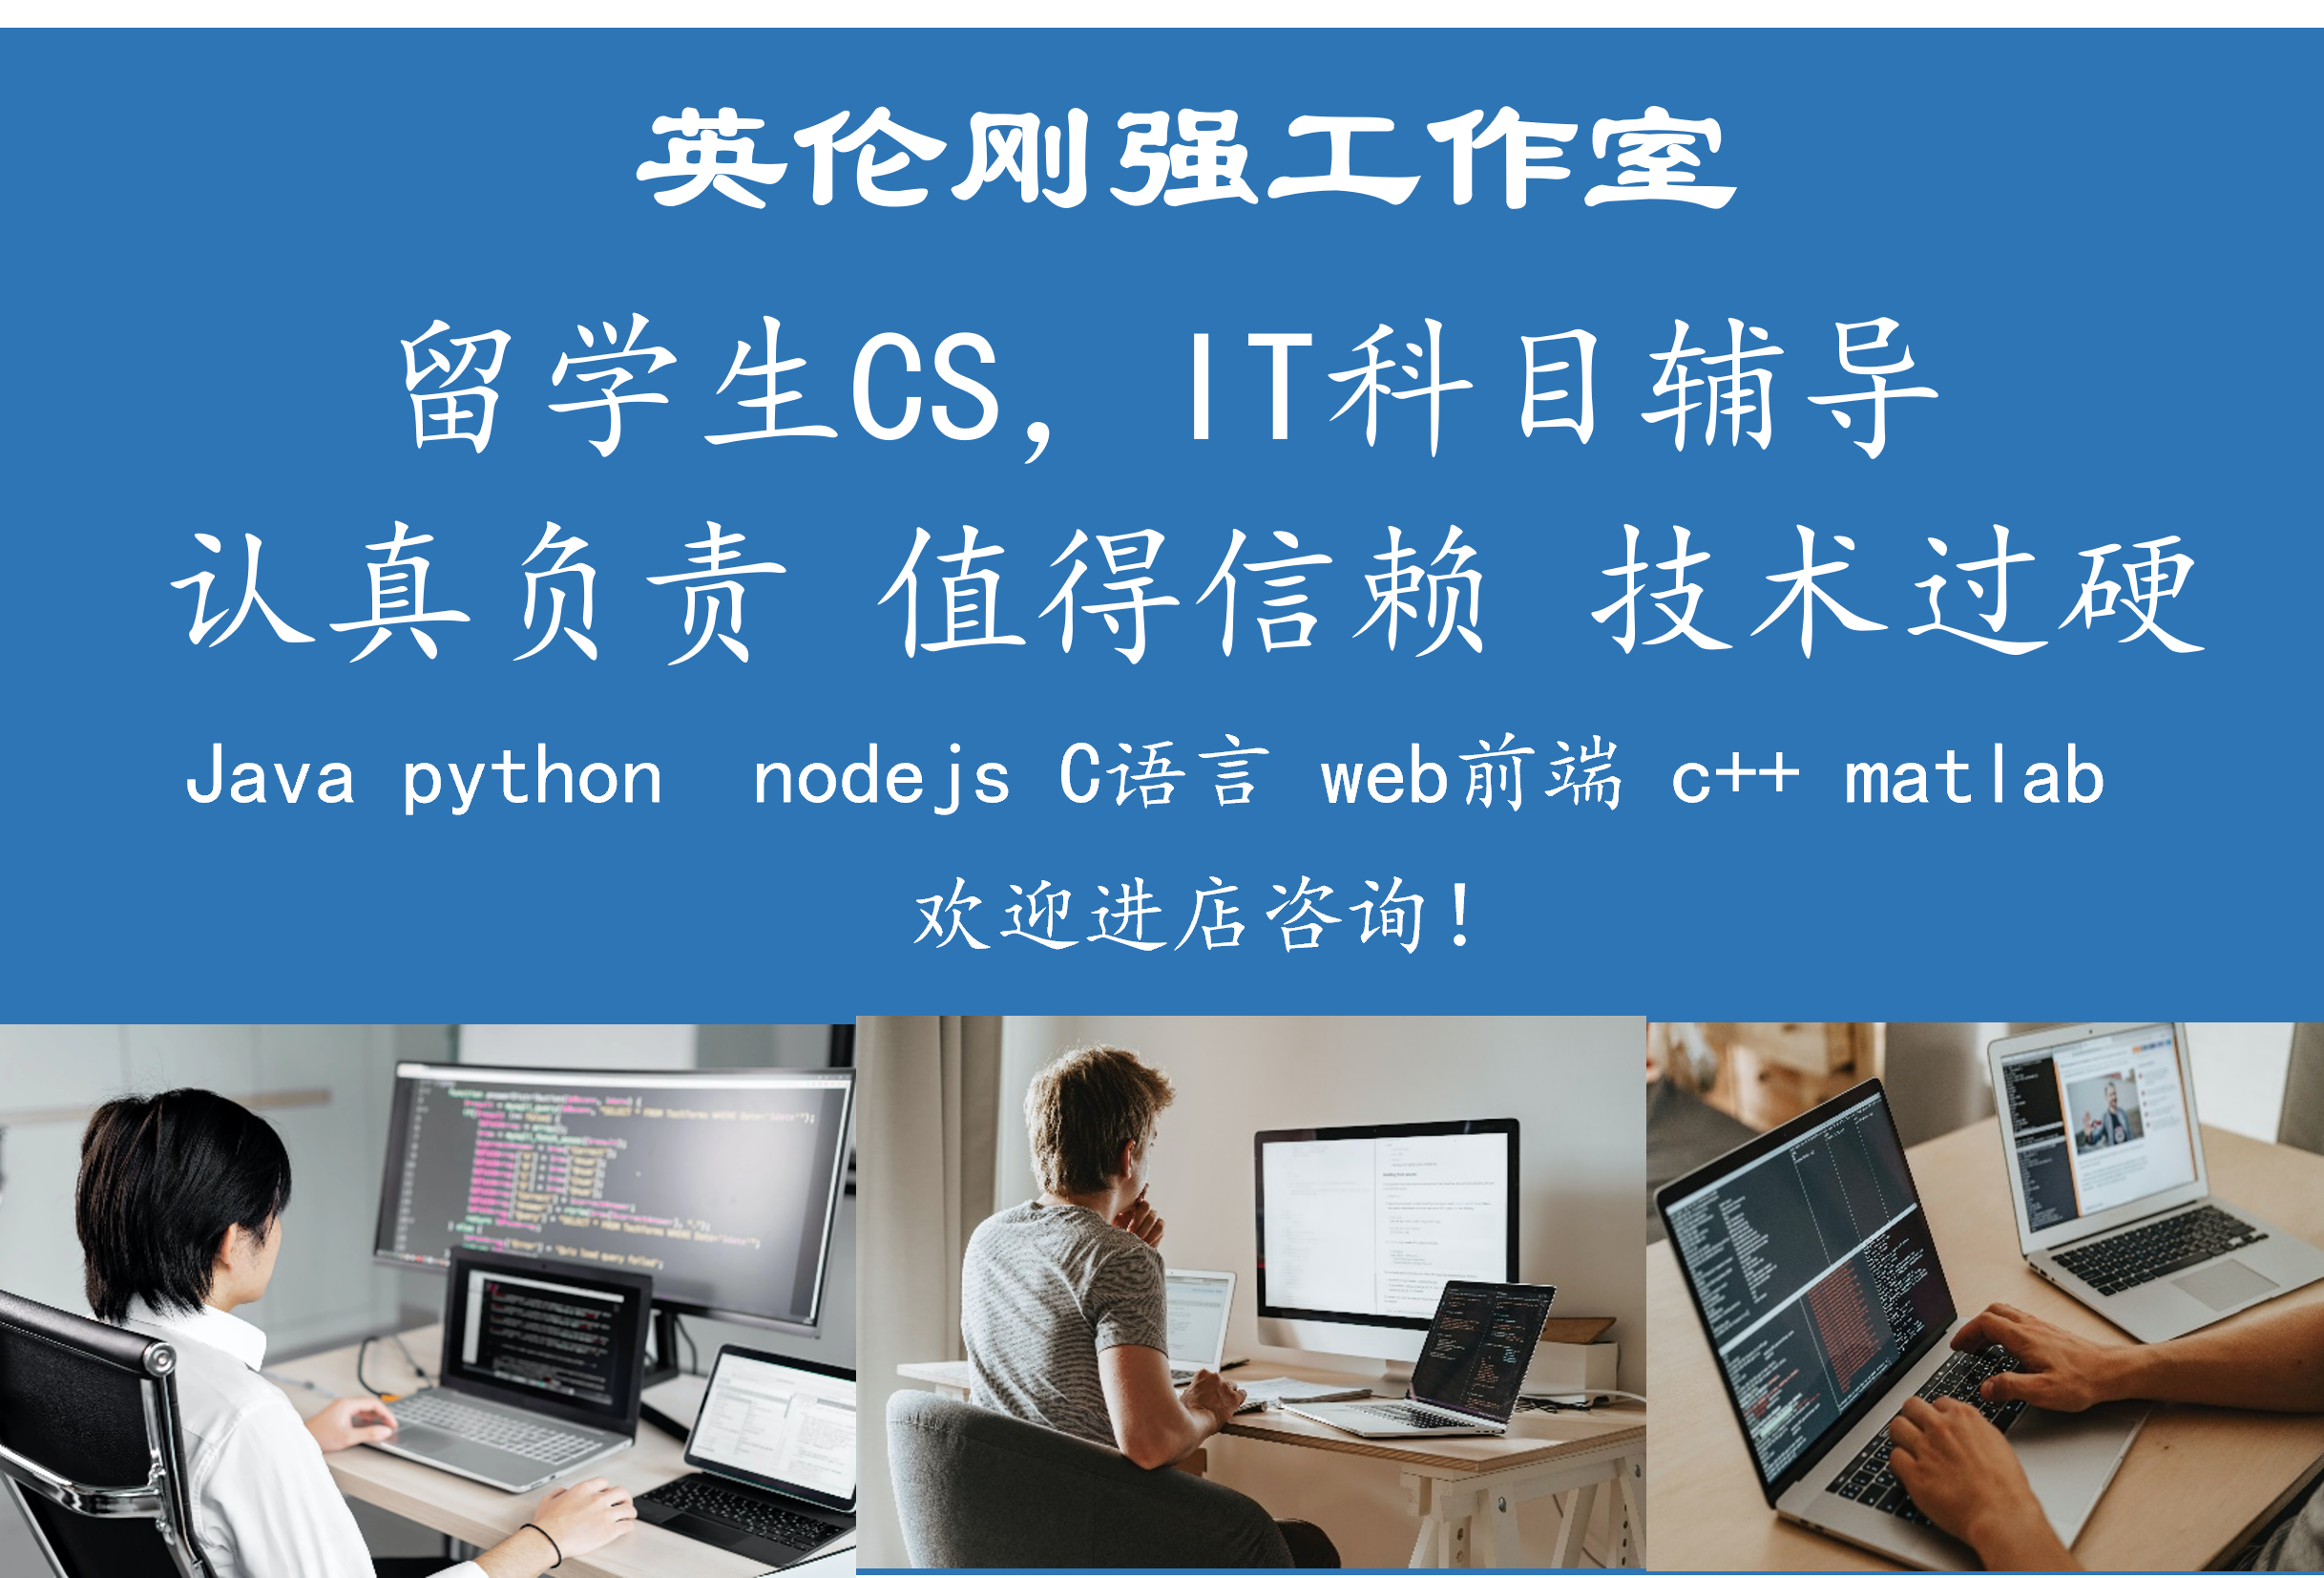 英伦刚强工作室
留学生CS，IT科目辅导
认真负责 值得信赖 技术过硬
Java python nodejs C语言 web前端 c++ matlab
欢迎进店咨询！